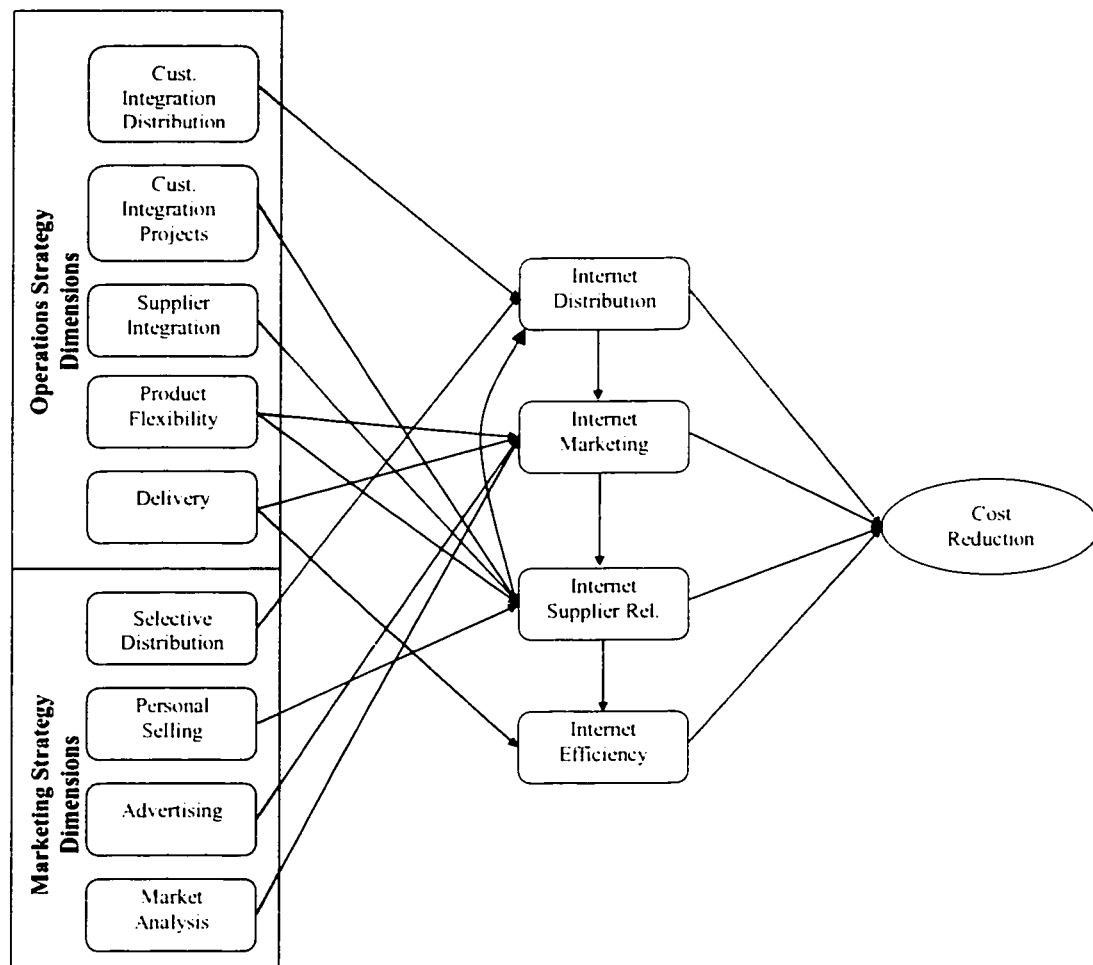 Operations Strategy
Dimensions
Cust.
Integration
Distribution
Cust.
Integration
Projects
Supplier
Integration
Product
Flexibility
Delivery
Marketing Strategy
Dimensions
Selective
Distribution
Personal
Selling
Advertising
Market
Analysis
Internet
Distribution
Internet
Marketing
Internet
Supplier Rel.
Internet
Efficiency
Cost
Reduction